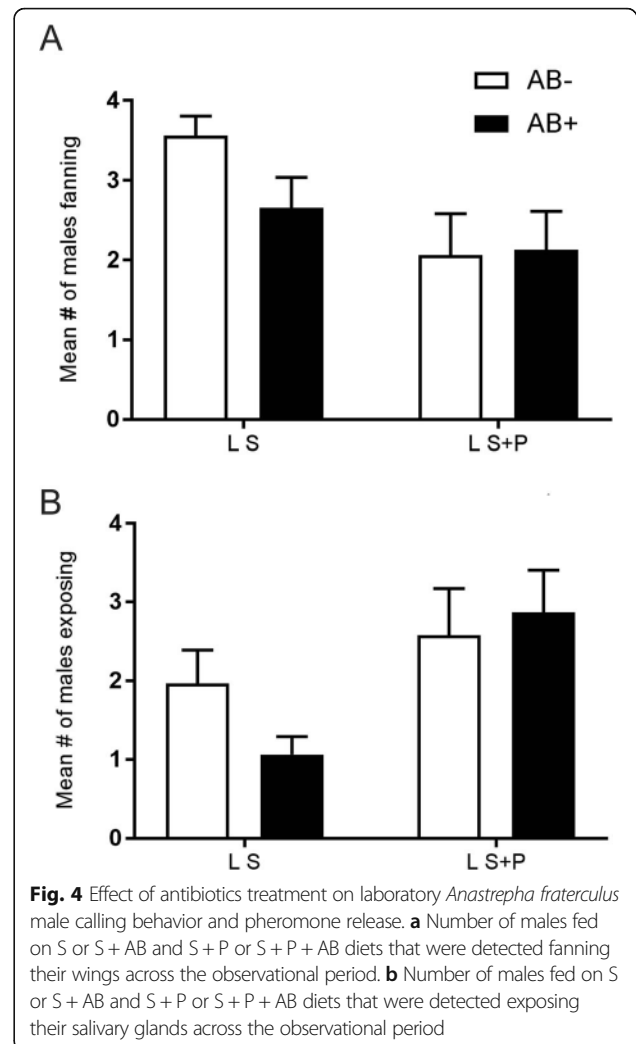 A
AB-
AB+
Mean # of males fanning
4
3
2
1
0
L S
L S+P
B
Mean # of males exposing
4
3
2
1
0
L S
L S+P
Fig. 4 Effect of antibiotics treatment on laboratory Anastrepha fraterculus
male calling behavior and pheromone release. a Number of males fed
on S or S + AB and S + P or S + P + AB diets that were detected fanning
their wings across the observational period. b Number of males fed on S
or S + AB and S + P or S + P + AB diets that were detected exposing
their salivary glands across the observational period